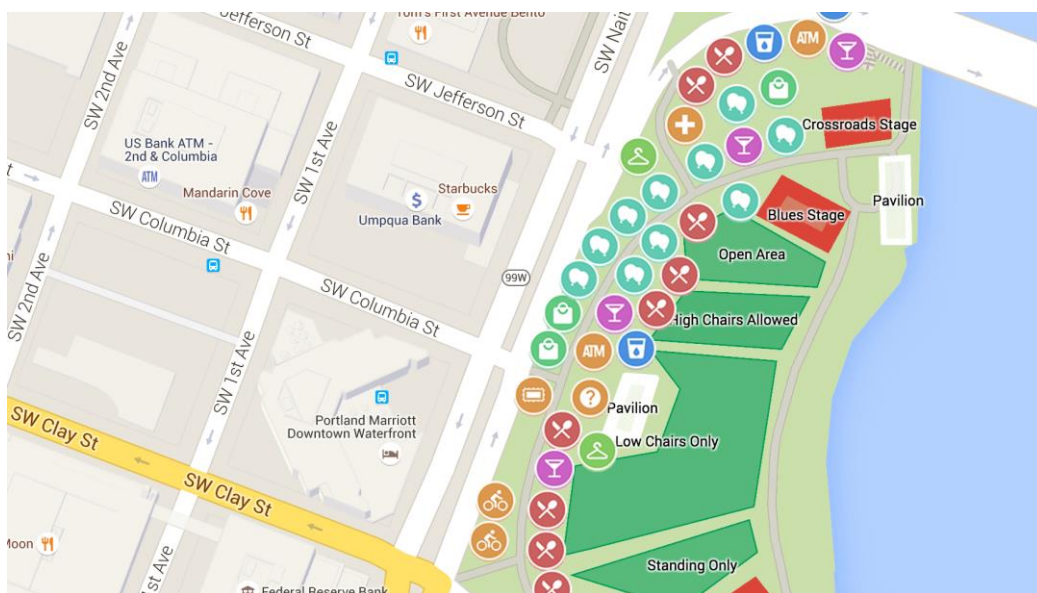 Tom's First Avenue Bento
Jefferson St
SW Nait
SW 2nd Ave
SW Jefferson St
ATM
Crossroads Stage
US Bank ATM -
2nd & Columbia
ATM
SW 1st Ave
Mandarin Cove
Starbucks
$
Umpqua Bank
Pavilion
Blues Stage
St
SW Columbia St
Open Area
99W
SW 2nd Ave
SW Columbia St
High Chairs Allowed
ATM
SW 1st Ave
?
Pavilion
Portland Marriott
Downtown Waterfront
SW Clay St
Low Chairs Only
SW Clay St
Moon
Standing Only
1st Ave
Federal Reserve Bank